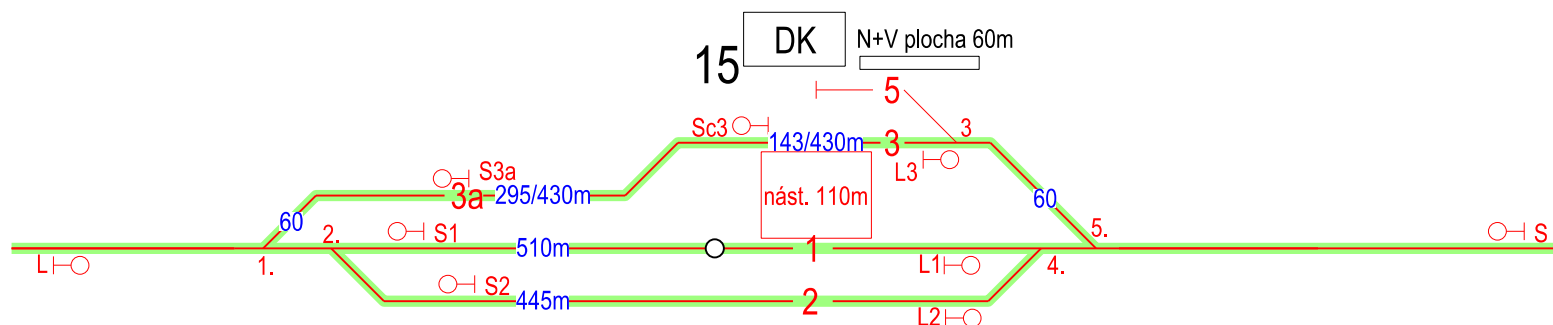 15
DK
N+V plocha 60m
5
Sc3
143/430m
3
3
L3
S3a
3a
295/430m
nást. 110m
60
60
2.
S1
5.
S
L
1.
510m
1
L1
4.
S2
445m
2
L2